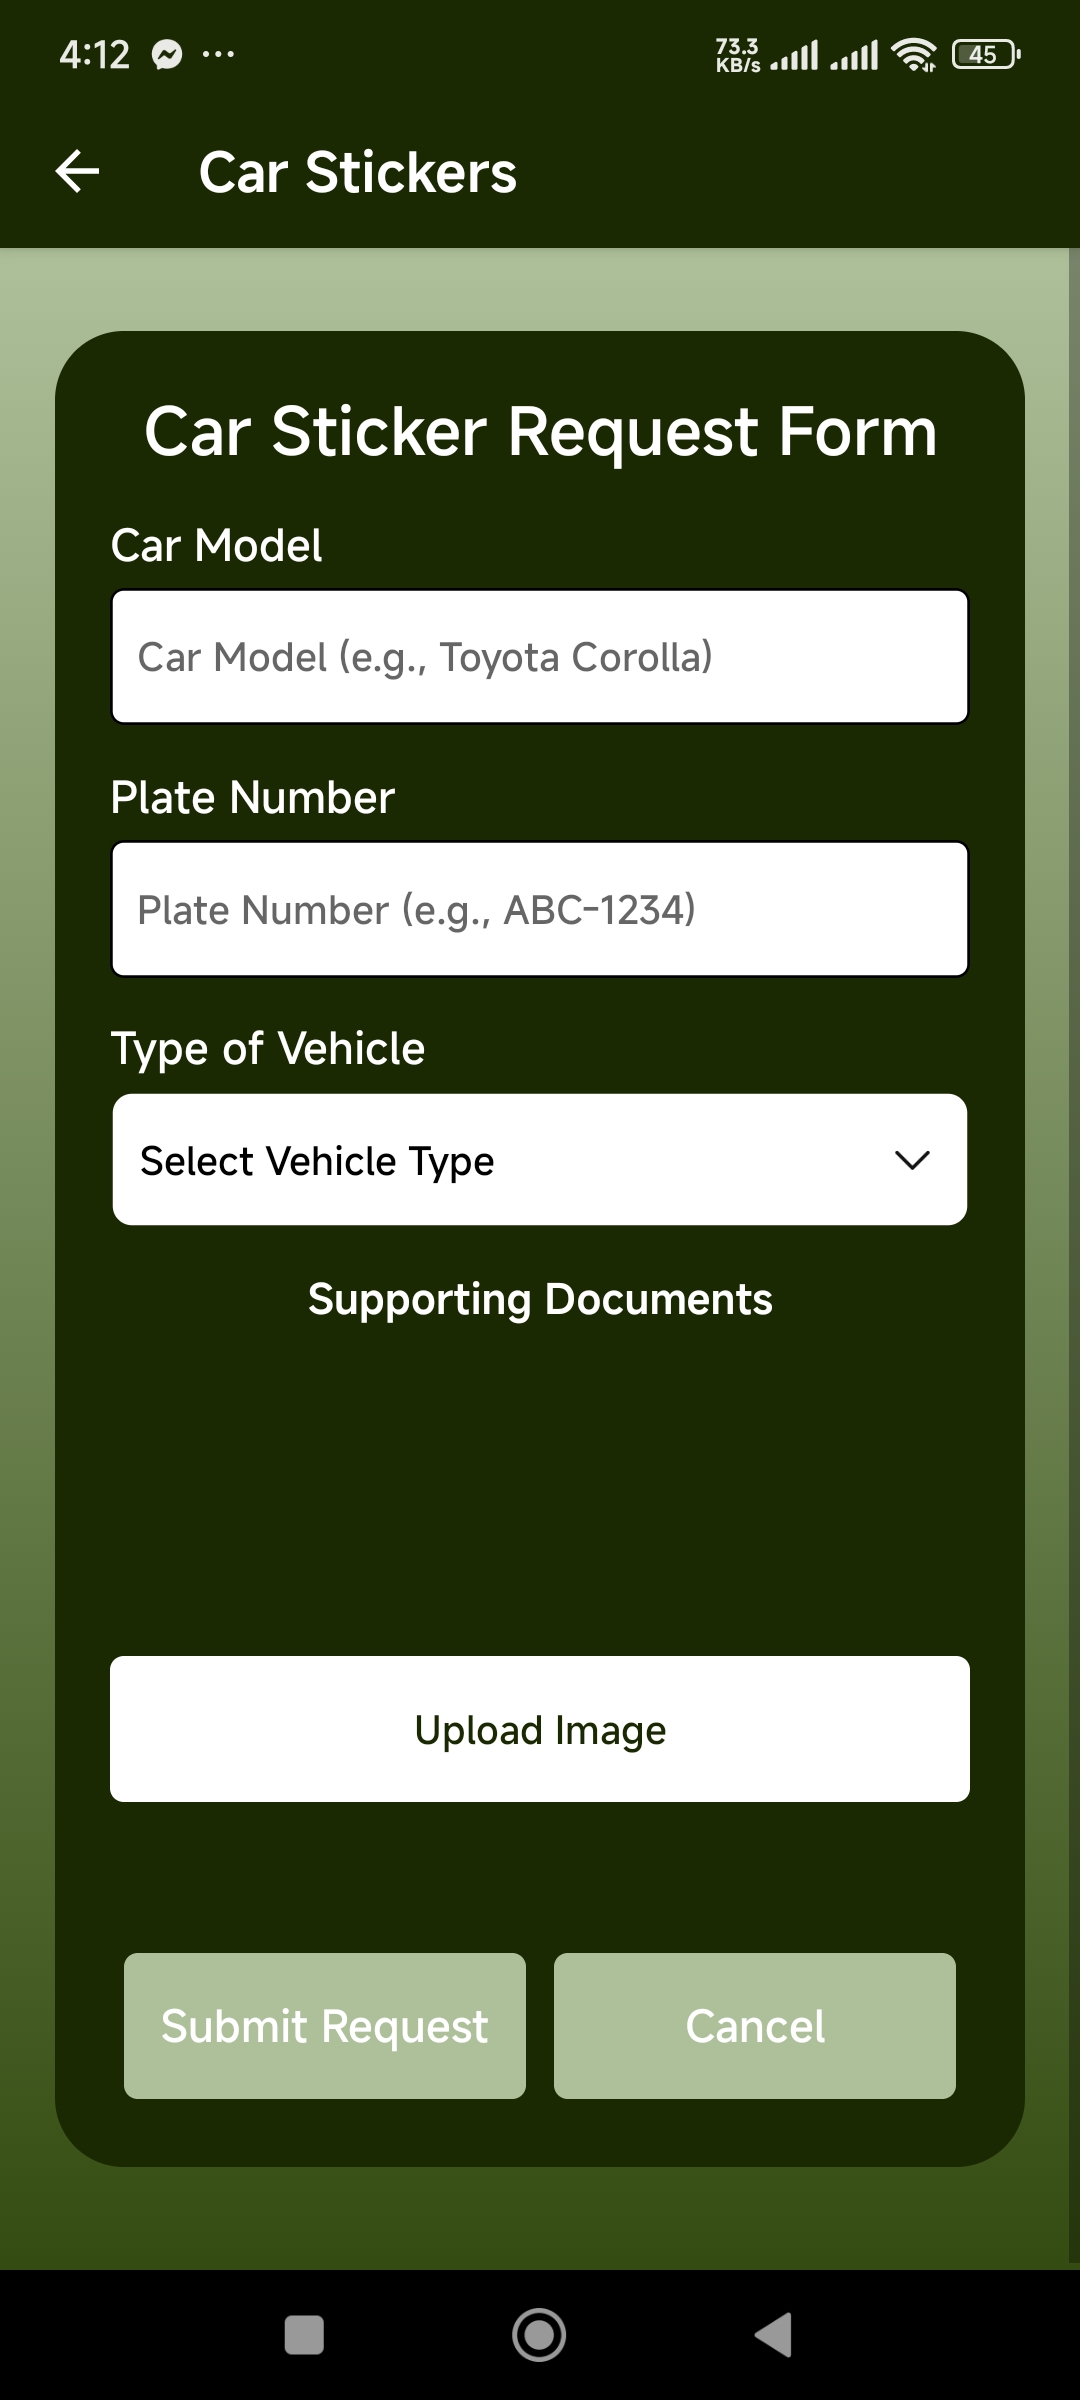 4:12 ... 73.3 KB/s 45
Car Stickers
Car Sticker Request Form
Car Model
Car Model (e.g., Toyota Corolla)
Plate Number
Plate Number (e.g., ABC-1234)
Type of Vehicle
Select Vehicle Type
Supporting Documents
Upload Image
Submit Request Cancel